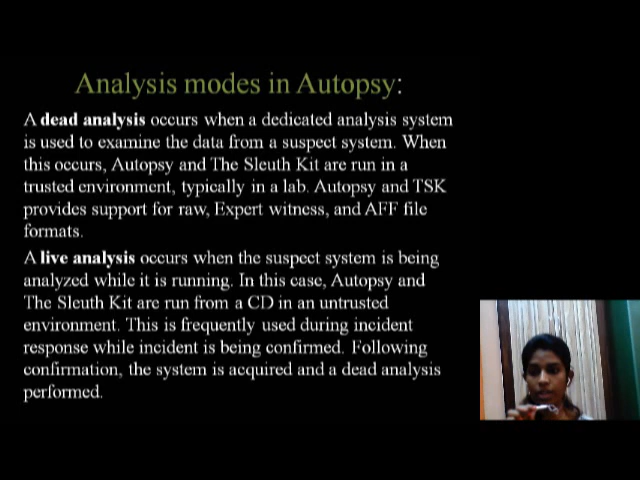 Analysis modes in Autopsy:
A dead analysis occurs when a dedicated analysis system
is used to examine the data from a suspect system. When
this occurs, Autopsy and The Sleuth Kit are run in a
trusted environment, typically in a lab. Autopsy and TSK
provides support for raw, Expert witness, and AFF file
formats.
A live analysis occurs when the suspect system is being
analyzed while it is running. In this case, Autopsy and
The Sleuth Kit are run from a CD in an untrusted
environment. This is frequently used during incident
response while incident is being confirmed. Following
confirmation, the system is acquired and a dead analysis
performed.